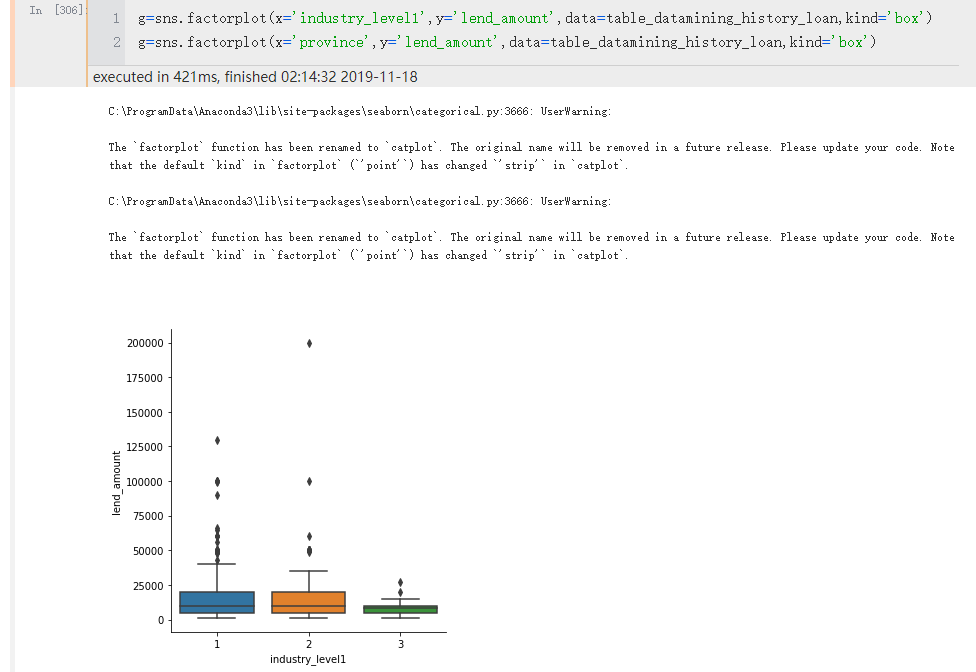 In [306]:
1 g=sns.factorplot(x='industry_level1',y='lend_amount',data=table_datamining_history_loan,kind='box')
2 g=sns.factorplot(x='province',y='lend_amount',data=table_datamining_history_loan,kind='box')
executed in 421ms, finished 02:14:32 2019-11-18
C:\ProgramData\Anaconda3\lib\site-packages\seaborn\categorical.py:3666: UserWarning:
The `factorplot` function has been renamed to `catplot`. The original name will be removed in a future release. Please update your code. Note
that the default `kind` in `factorplot` (`'point'`) has changed `'strip'` in `catplot`.
C:\ProgramData\Anaconda3\lib\site-packages\seaborn\categorical.py:3666: UserWarning:
The `factorplot` function has been renamed to `catplot`. The original name will be removed in a future release. Please update your code. Note
that the default `kind` in `factorplot` (`'point'`) has changed `'strip'` in `catplot`.
200000
175000
150000
125000
100000
75000
50000
25000
0
lend_amount
1 2 3
industry_level1